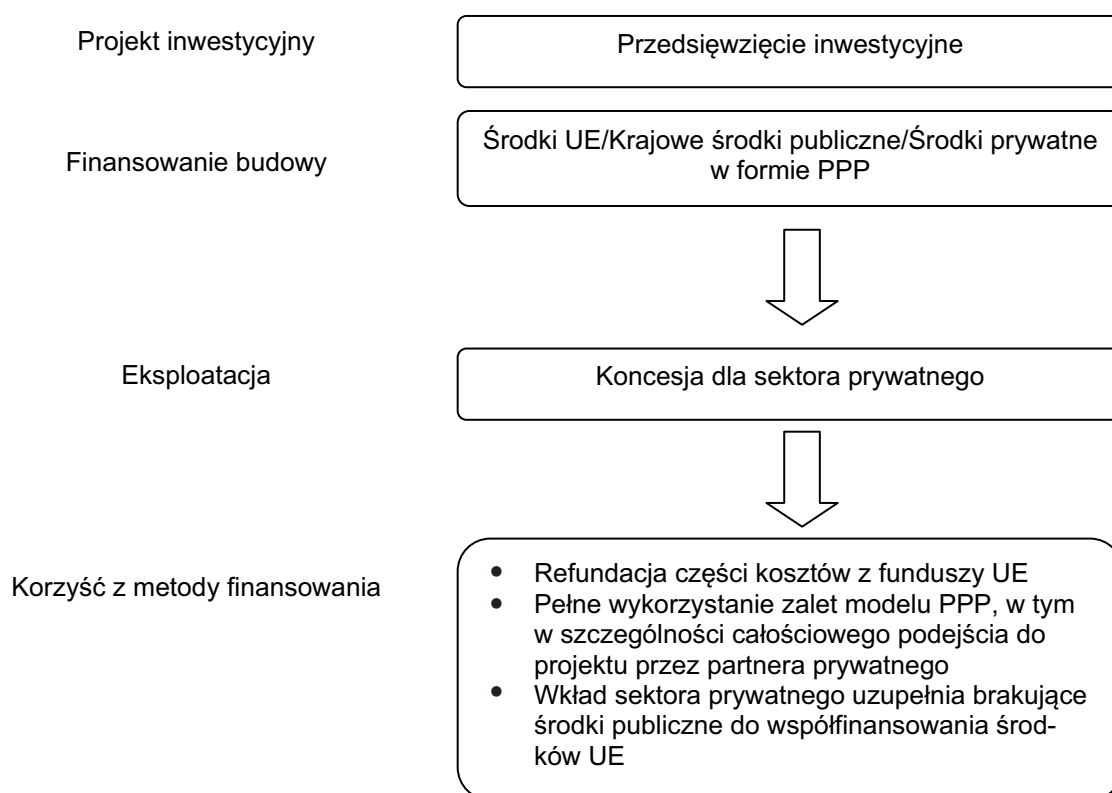 Projekt inwestycyjny
Przedsięwzięcie inwestycyjne
Finansowanie budowy
Środki UE/Krajowe środki publiczne/Środki prywatne
w formie PPP
Eksploatacja
Koncesja dla sektora prywatnego
Korzyść z metody finansowania
• Refundacja części kosztów z funduszy UE
• Pełne wykorzystanie zalet modelu PPP, w tym
w szczególności całościowego podejścia do
projektu przez partnera prywatnego
• Wkład sektora prywatnego uzupełnia brakujące
środki publiczne do współfinansowania środ-
ków UE